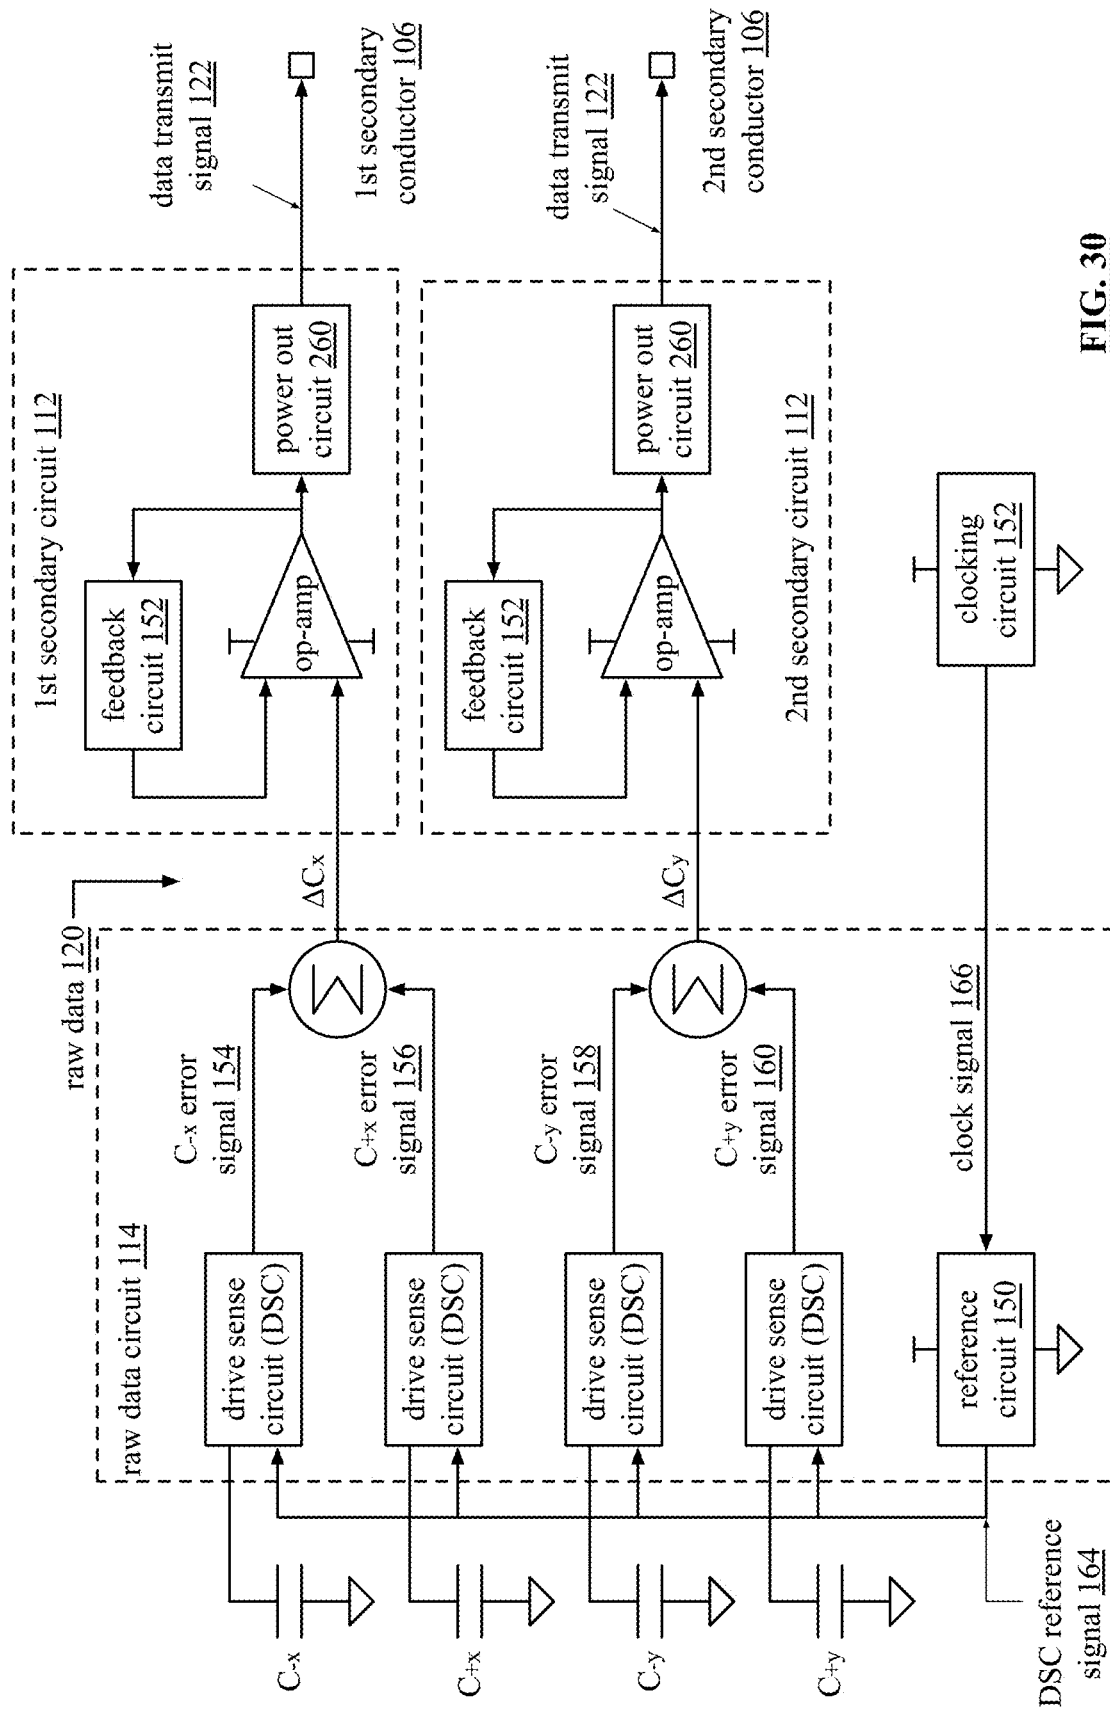 raw data 120
1st secondary circuit 112
feedback
circuit 152
op-amp
power out
circuit 260
data transmit
signal 122
1st secondary
conductor 106
raw data circuit 114
C-x
drive sense
circuit (DSC)
C-x error
signal 154
Σ
ΔCx
C+x
drive sense
circuit (DSC)
C+x error
signal 156
feedback
circuit 152
op-amp
power out
circuit 260
2nd secondary circuit 112
data transmit
signal 122
2nd secondary
conductor 106
C-y
drive sense
circuit (DSC)
C-y error
signal 158
Σ
ΔCy
C+y
drive sense
circuit (DSC)
C+y error
signal 160
reference
circuit 150
clock signal 166
clocking
circuit 152
DSC reference
signal 164
FIG. 30